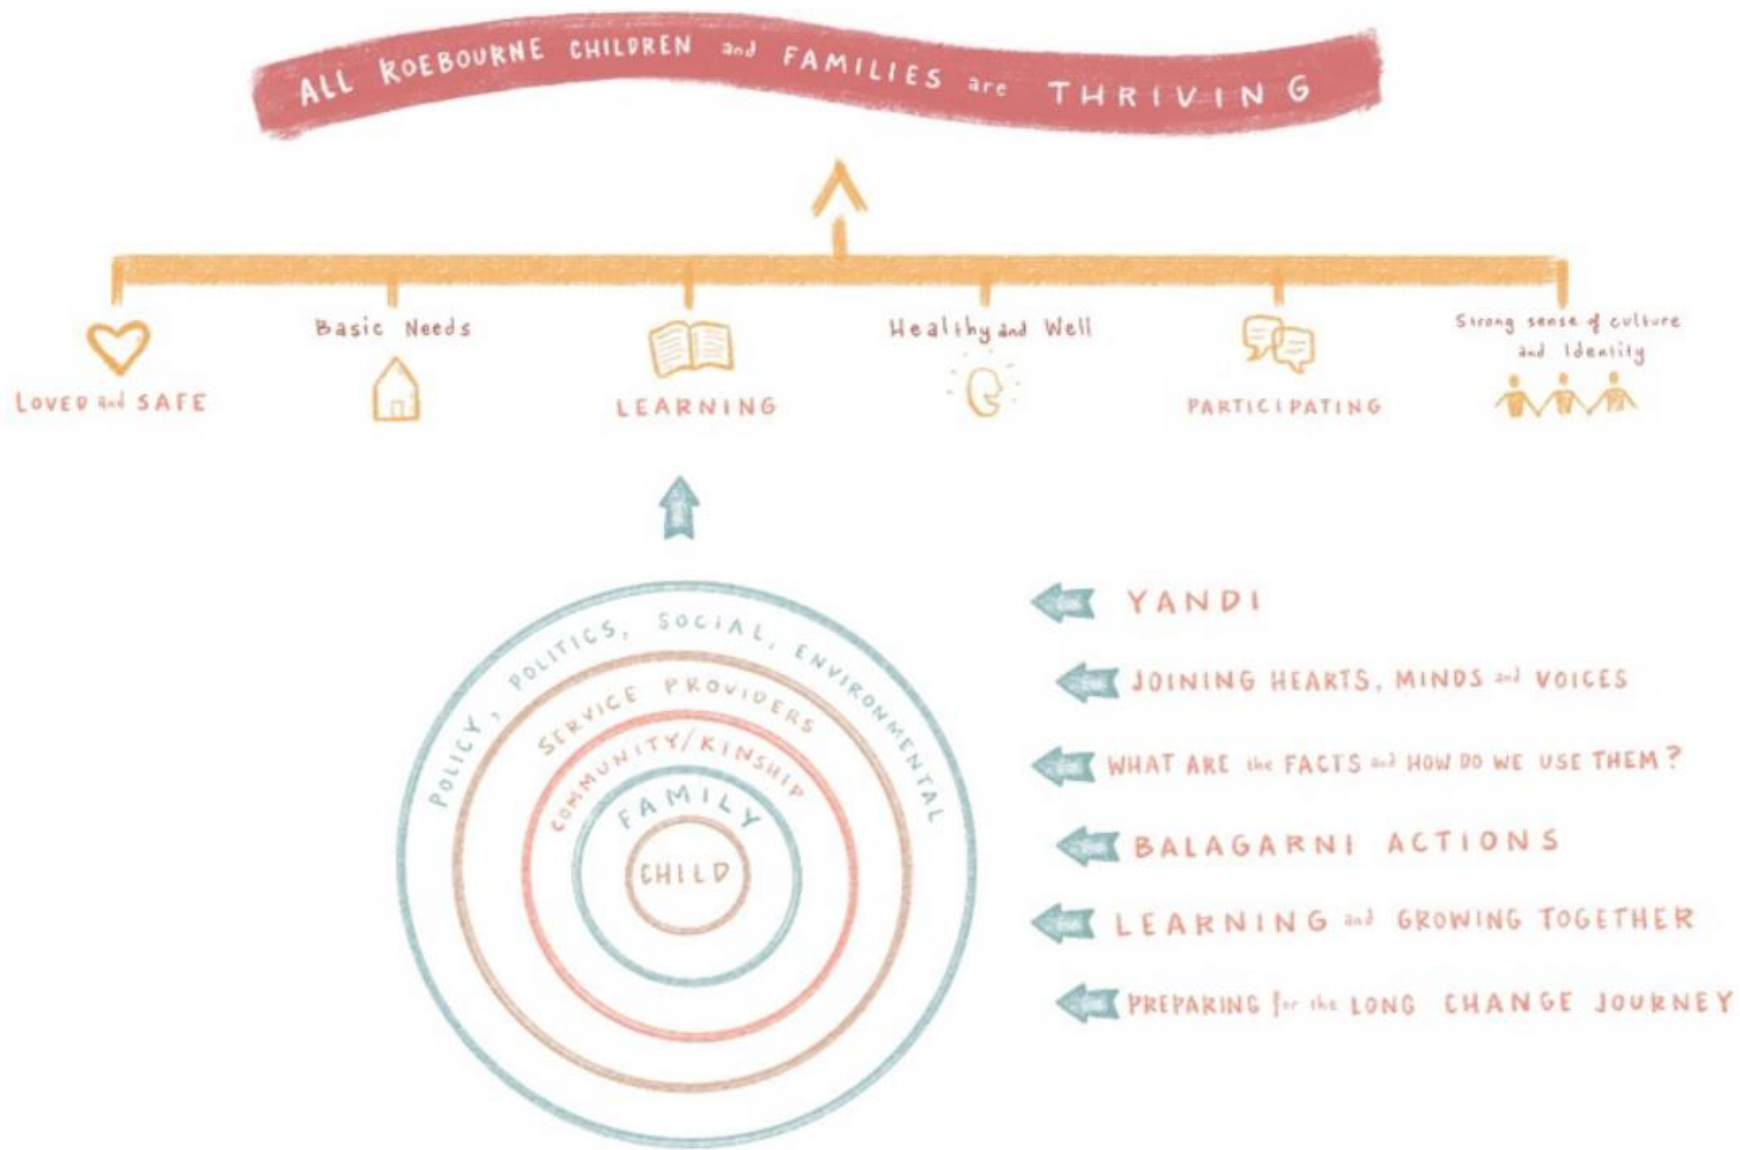 ALL ROEBOURNE CHILDREN and FAMILIES are THRIVING
LOVED and SAFE
Basic Needs
LEARNING
Healthy and Well
PARTICIPATING
Strong sense of culture
and Identity
POLICY, POLITICS, SOCIAL, ENVIRONMENTAL
SERVICE PROVIDERS
COMMUNITY/KINSHIP
FAMILY
CHILD
YANDI
JOINING HEARTS, MINDS and VOICES
WHAT ARE the FACTS and HOW DO WE USE THEM?
BALAGARNI ACTIONS
LEARNING and GROWING TOGETHER
PREPARING for the LONG CHANGE JOURNEY